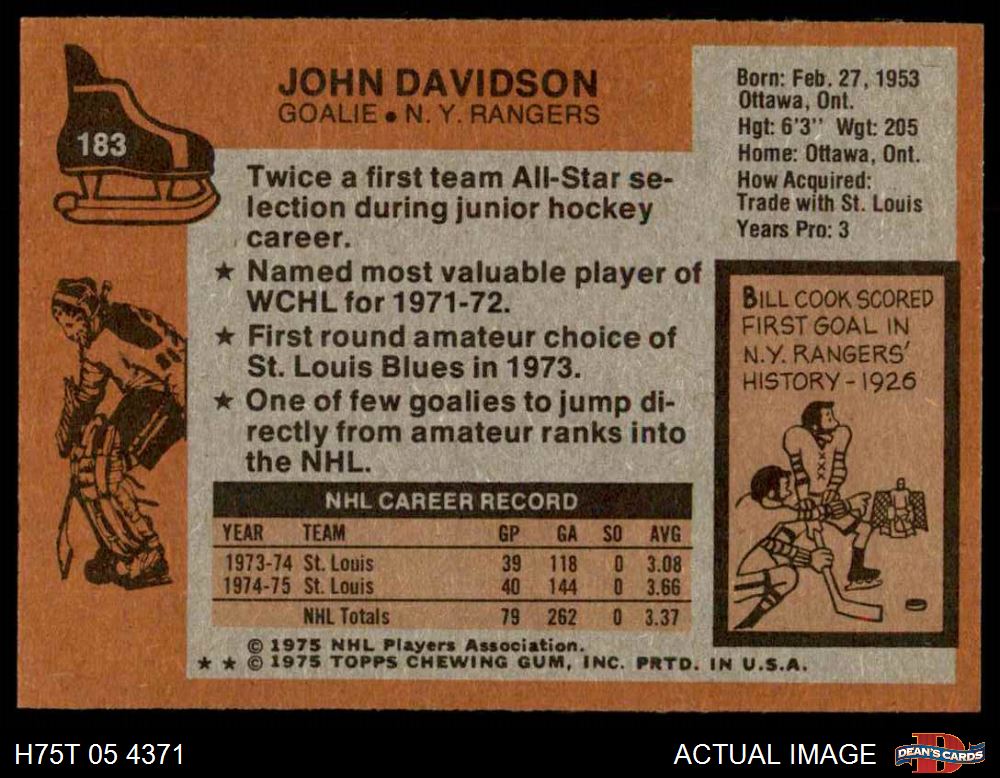 183
JOHN DAVIDSON
GOALIE • N. Y. RANGERS
Born: Feb. 27, 1953
Ottawa, Ont.
Hgt: 6'3" Wgt: 205
Home: Ottawa, Ont.
How Acquired:
Trade with St. Louis
Years Pro: 3
Twice a first team All-Star se-
lection during junior hockey
career.
★ Named most valuable player of
WCHL for 1971-72.
★ First round amateur choice of
St. Louis Blues in 1973.
★ One of few goalies to jump di-
rectly from amateur ranks into
the NHL.
BILL COOK SCORED
FIRST GOAL IN
N.Y. RANGERS'
HISTORY - 1926
NHL CAREER RECORD
YEAR TEAM GP GA SO AVG
1973-74 St. Louis 39 118 0 3.08
1974-75 St. Louis 40 144 0 3.66
NHL Totals 79 262 0 3.37
© 1975 NHL Players Association.
★ ★ © 1975 TOPPS CHEWING GUM, INC. PRTD. IN U.S.A.
H75T 05 4371
ACTUAL IMAGE
DEAN'S CARDS